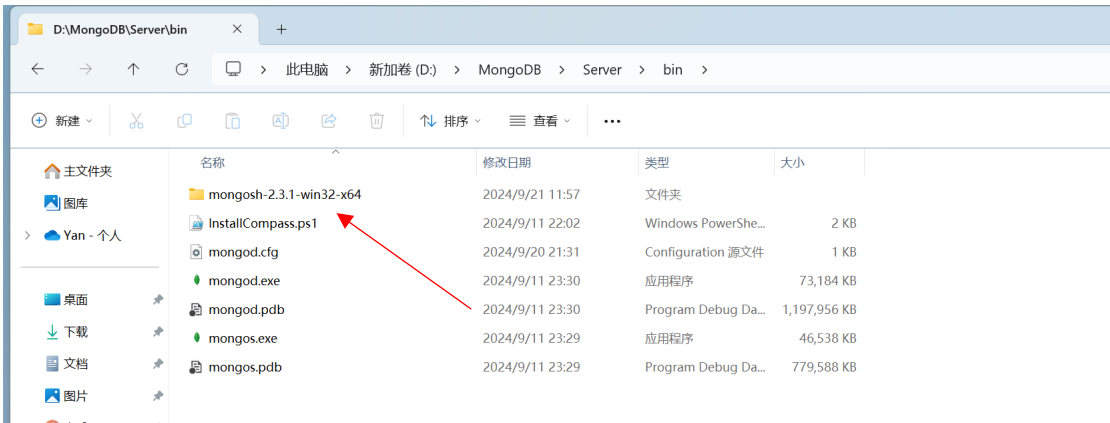 D:\MongoDB\Server\bin
此电脑 > 新加卷 (D:) > MongoDB > Server > bin >
新建 排序 查看 ...
名称 修改日期 类型 大小
主文件夹
图库
Yan - 个人
桌面
下载
文档
图片
mongosh-2.3.1-win32-x64 2024/9/21 11:57 文件夹
InstallCompass.ps1 2024/9/11 22:02 Windows PowerShe... 2 KB
mongod.cfg 2024/9/20 21:31 Configuration 源文件 1 KB
mongod.exe 2024/9/11 23:30 应用程序 73,184 KB
mongod.pdb 2024/9/11 23:30 Program Debug Da... 1,197,956 KB
mongos.exe 2024/9/11 23:29 应用程序 46,538 KB
mongos.pdb 2024/9/11 23:29 Program Debug Da... 779,588 KB